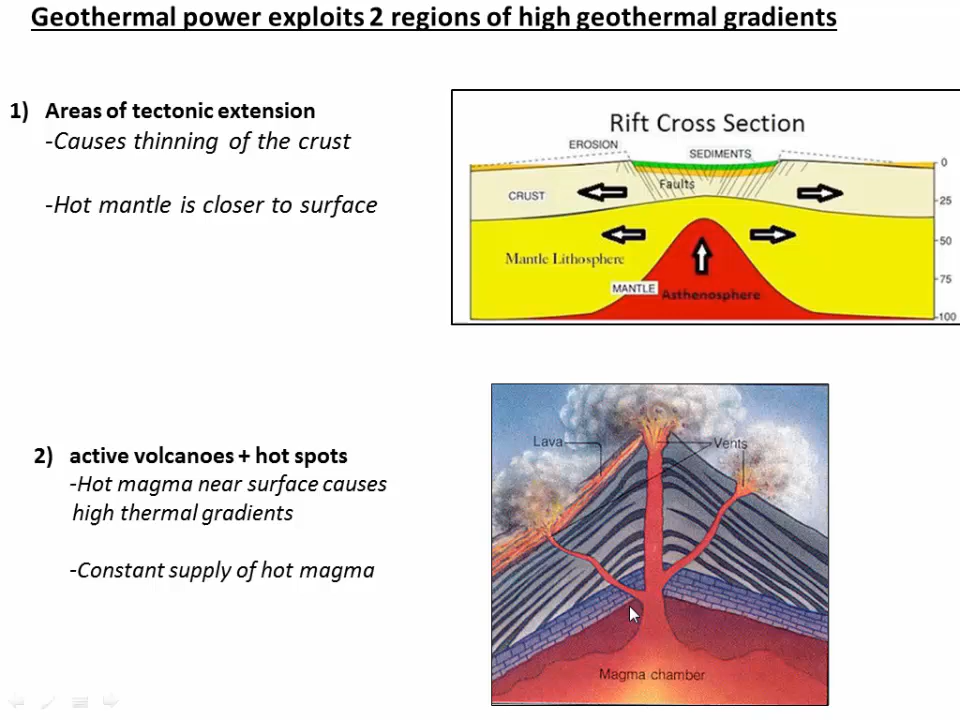 Geothermal power exploits 2 regions of high geothermal gradients
1) Areas of tectonic extension
-Causes thinning of the crust
-Hot mantle is closer to surface
Rift Cross Section
EROSION
SEDIMENTS
0
Faults
CRUST
25
Mantle Lithosphere
50
75
MANTLE
Asthenosphere
100
2) active volcanoes + hot spots
-Hot magma near surface causes
high thermal gradients
-Constant supply of hot magma
Lava
Vents
Magma chamber